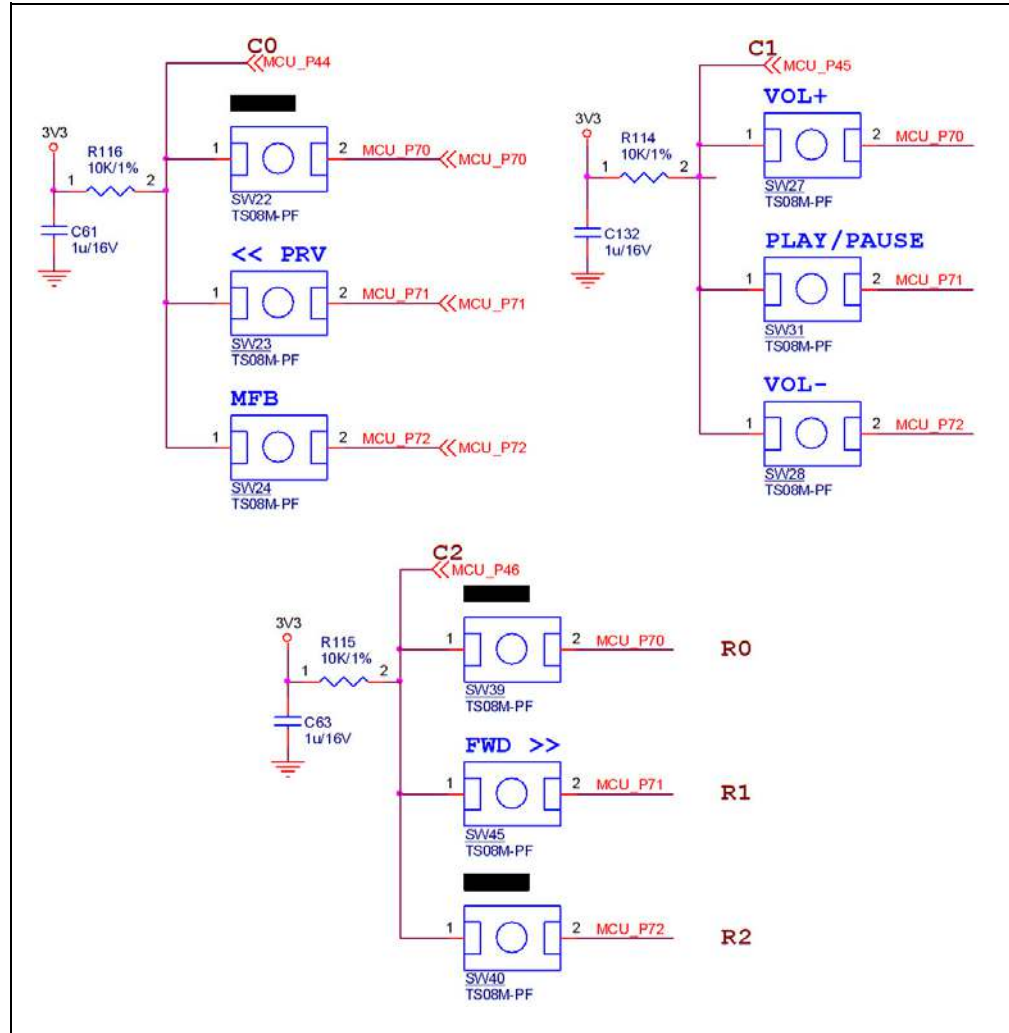 C0
MCU_P44
3V3
R116
10K/1%
1 2
C61
1u/16V
1 2 MCU_P70 MCU_P70
SW22
TS08M-PF
<< PRV
1 2 MCU_P71 MCU_P71
SW23
TS08M-PF
MFB
1 2 MCU_P72 MCU_P72
SW24
TS08M-PF
C1
MCU_P45
VOL+
3V3
R114
10K/1%
1 2
C132
1u/16V
1 2 MCU_P70
SW27
TS08M-PF
PLAY/PAUSE
1 2 MCU_P71
SW31
TS08M-PF
VOL-
1 2 MCU_P72
SW28
TS08M-PF
C2
MCU_P46
3V3
R115
10K/1%
1 2
C63
1u/16V
1 2 MCU_P70 R0
SW39
TS08M-PF
FWD >>
1 2 MCU_P71 R1
SW45
TS08M-PF
1 2 MCU_P72 R2
SW40
TS08M-PF